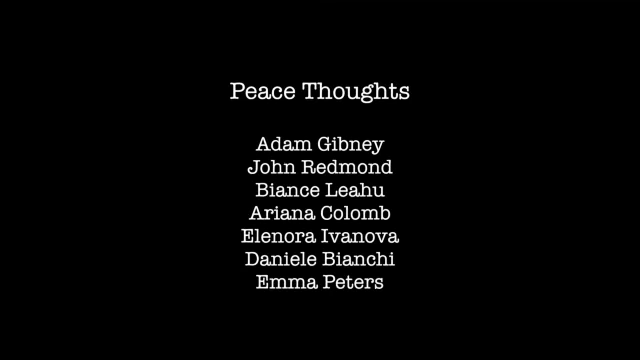 Peace Thoughts
Adam Gibney
John Redmond
Biance Leahu
Ariana Colomb
Elenora Ivanova
Daniele Bianchi
Emma Peters